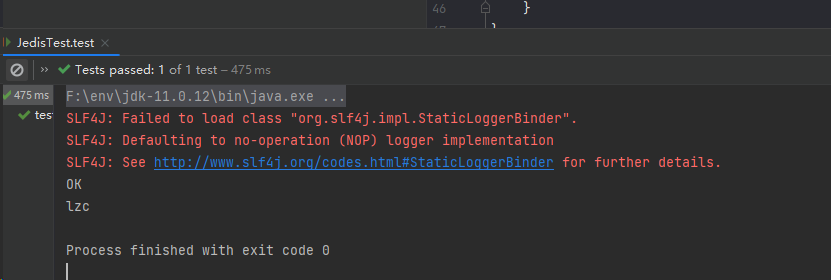 46 }
}
JedisTest.test ×
» Tests passed: 1 of 1 test – 475 ms
475 ms F:\env\jdk-11.0.12\bin\java.exe ...
test SLF4J: Failed to load class "org.slf4j.impl.StaticLoggerBinder".
SLF4J: Defaulting to no-operation (NOP) logger implementation
SLF4J: See http://www.slf4j.org/codes.html#StaticLoggerBinder for further details.
OK
lzc
Process finished with exit code 0